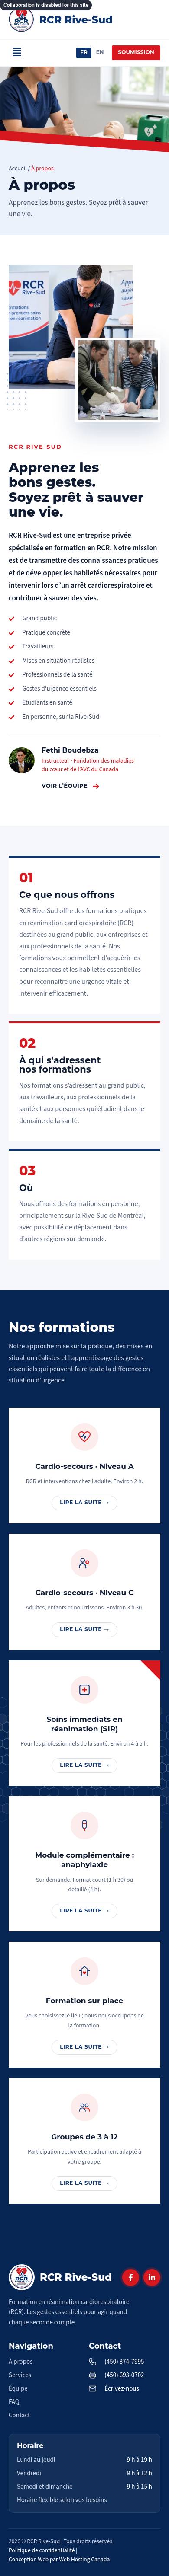 Collaboration is disabled for this site
RCR Rive-Sud
FR
EN
SOUMISSION
Accueil / À propos
À propos
Apprenez les bons gestes. Soyez prêt à sauver
une vie.
RCR
Rive-Sud
RCR RIVE-SUD
Apprenez les
bons gestes.
Soyez prêt à sauver
une vie.
RCR Rive-Sud est une entreprise privée
spécialisée en formation en RCR. Notre mission
est de transmettre des connaissances pratiques
et de développer les habiletés nécessaires pour
intervenir lors d'un arrêt cardiorespiratoire et
contribuer à sauver des vies.
Grand public
Pratique concrète
Travailleurs
Mises en situation réalistes
Professionnels de la santé
Gestes d'urgence essentiels
Étudiants en santé
En personne, sur la Rive-Sud
Fethi Boudebza
Instructeur · Fondation des maladies
du cœur et de l'AVC du Canada
VOIR L'ÉQUIPE →
01
Ce que nous offrons
RCR Rive-Sud offre des formations pratiques
en réanimation cardiorespiratoire (RCR)
destinées au grand public, aux entreprises et
aux professionnels de la santé. Nos
formations vous permettent d'acquérir les
connaissances et les habiletés essentielles
pour reconnaître une urgence vitale et
intervenir efficacement.
02
À qui s'adressent
nos formations
Nos formations s'adressent au grand public,
aux travailleurs, aux professionnels de la
santé et aux personnes qui étudient dans le
domaine de la santé.
03
Où
Nous offrons des formations en personne,
principalement sur la Rive-Sud de Montréal,
avec possibilité de déplacement dans
d'autres régions sur demande.
Nos formations
Notre approche mise sur la pratique, des mises en
situation réalistes et l'apprentissage des gestes
essentiels qui peuvent faire toute la différence en
situation d'urgence.
Cardio-secours · Niveau A
RCR et interventions chez l'adulte. Environ 2 h.
LIRE LA SUITE →
Cardio-secours · Niveau C
Adultes, enfants et nourrissons. Environ 3 h 30.
LIRE LA SUITE →
Soins immédiats en
réanimation (SIR)
Pour les professionnels de la santé. Environ 4 à 5 h.
LIRE LA SUITE →
Module complémentaire :
anaphylaxie
Sur demande. Format court (1 h 30) ou
détaillé (4 h).
LIRE LA SUITE →
Formation sur place
Vous choisissez le lieu ; nous nous occupons de
la formation.
LIRE LA SUITE →
Groupes de 3 à 12
Participation active et encadrement adapté à
votre groupe.
LIRE LA SUITE →
RCR Rive-Sud
Formation en réanimation cardiorespiratoire
(RCR). Les gestes essentiels pour agir quand
chaque seconde compte.
Navigation
À propos
Services
Équipe
FAQ
Contact
Contact
(450) 374-7995
(450) 693-0702
Écrivez-nous
Horaire
Lundi au jeudi 9 h à 19 h
Vendredi 9 h à 12 h
Samedi et dimanche 9 h à 15 h
Horaire flexible selon vos besoins
2026 © RCR Rive-Sud | Tous droits réservés |
Politique de confidentialité |
Conception Web par Web Hosting Canada